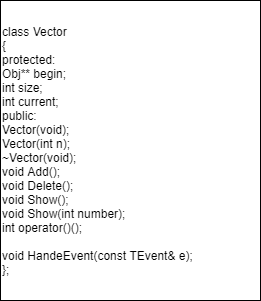 class Vector
{
protected:
Obj** begin;
int size;
int current;
public:
Vector(void);
Vector(int n);
~Vector(void);
void Add();
void Delete();
void Show();
void Show(int number);
int operator()();

void HandeEvent(const TEvent& e);
};